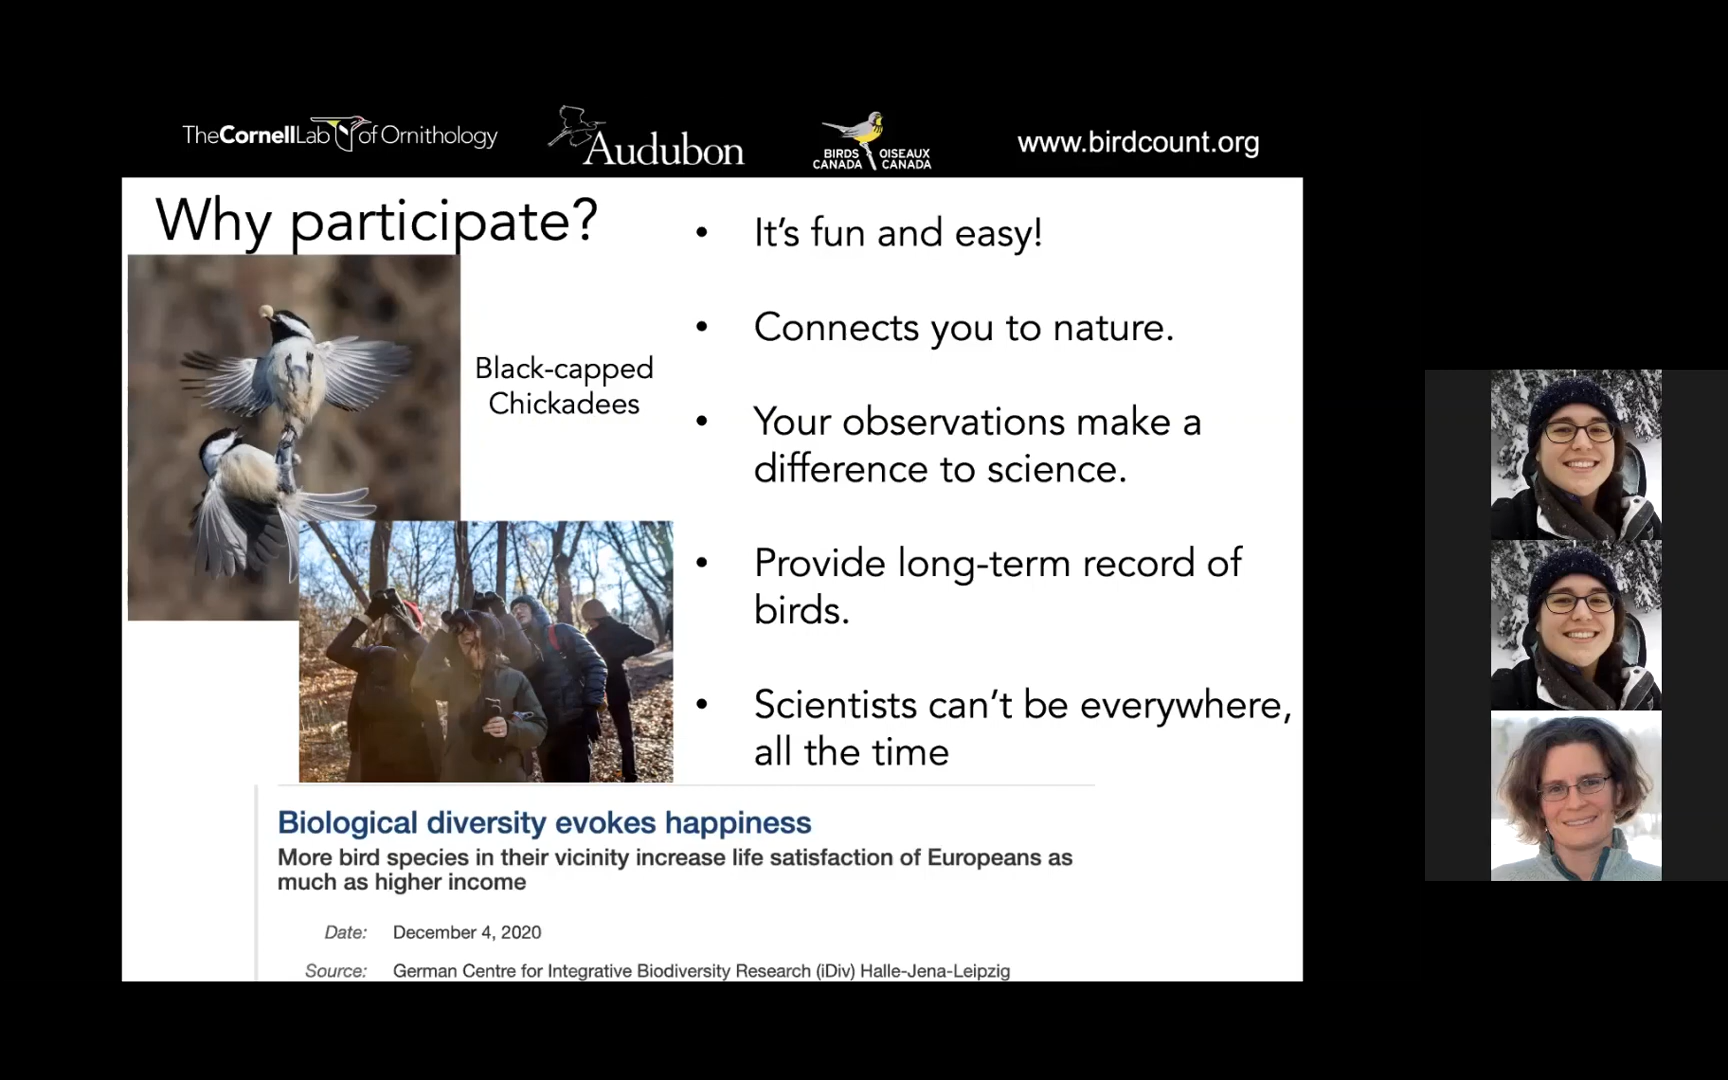 TheCornellLab of Ornithology
Audubon
BIRDS OISEAUX
CANADA CANADA
www.birdcount.org
Why participate?
Black-capped
Chickadees
• It’s fun and easy!
• Connects you to nature.
• Your observations make a
difference to science.
• Provide long-term record of
birds.
• Scientists can’t be everywhere,
all the time
Biological diversity evokes happiness
More bird species in their vicinity increase life satisfaction of Europeans as
much as higher income
Date: December 4, 2020
Source: German Centre for Integrative Biodiversity Research (iDiv) Halle-Jena-Leipzig